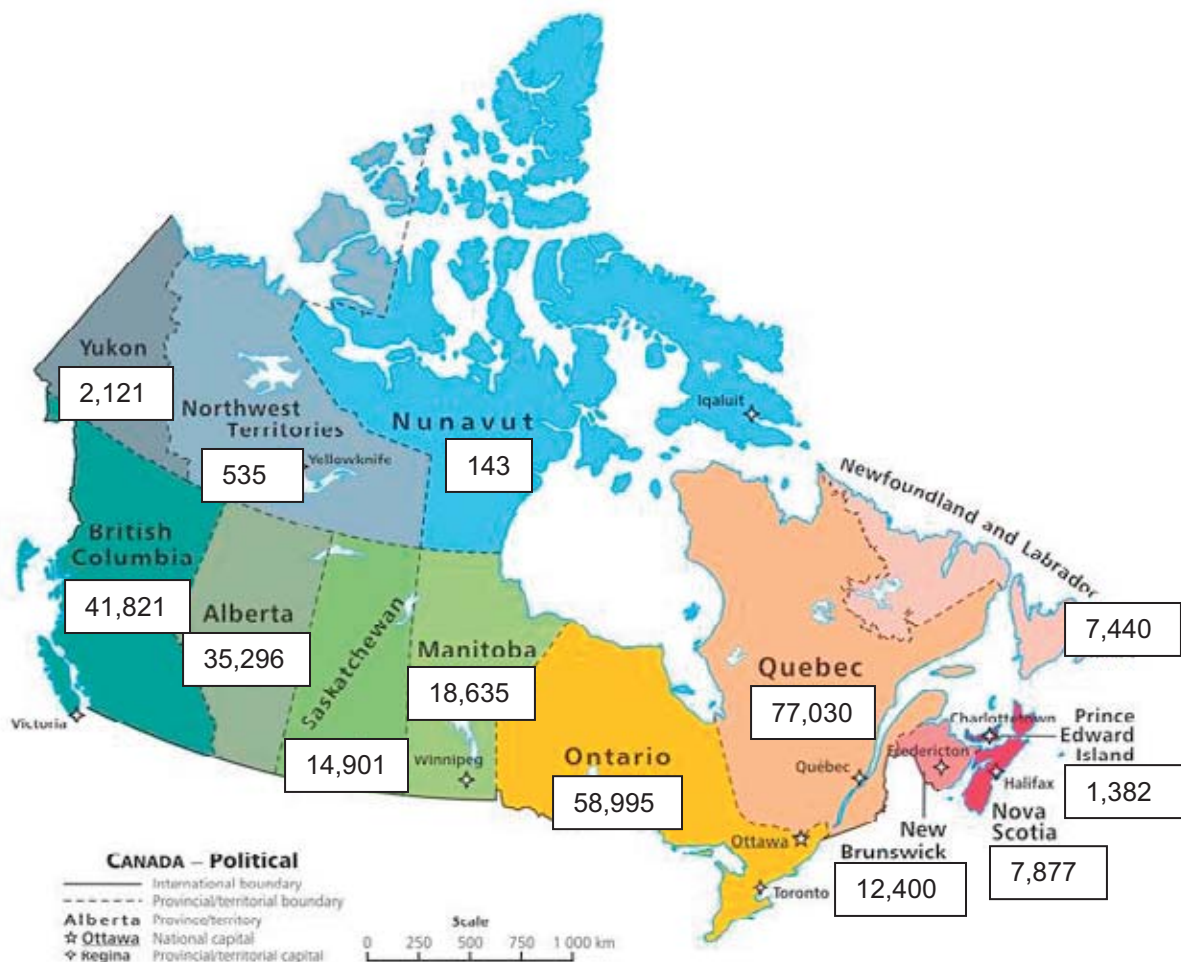 Yukon
2,121
Northwest
Territories
535
Yellowknife
Nunavut
143
Iqaluit
British
Columbia
41,821
Victoria
Alberta
35,296
Saskatchewan
14,901
Manitoba
18,635
Winnipeg
Ontario
58,995
Ottawa
Toronto
Quebec
77,030
Québec
Newfoundland and Labrador
7,440
Charlottetown
Prince
Edward
Island
1,382
Fredericton
Halifax
Nova
Scotia
7,877
New
Brunswick
12,400
CANADA – Political
International boundary
Provincial/territorial boundary
Alberta Province/territory
Ottawa National capital
Regina Provincial/territorial capital
Scale
0 250 500 750 1 000 km